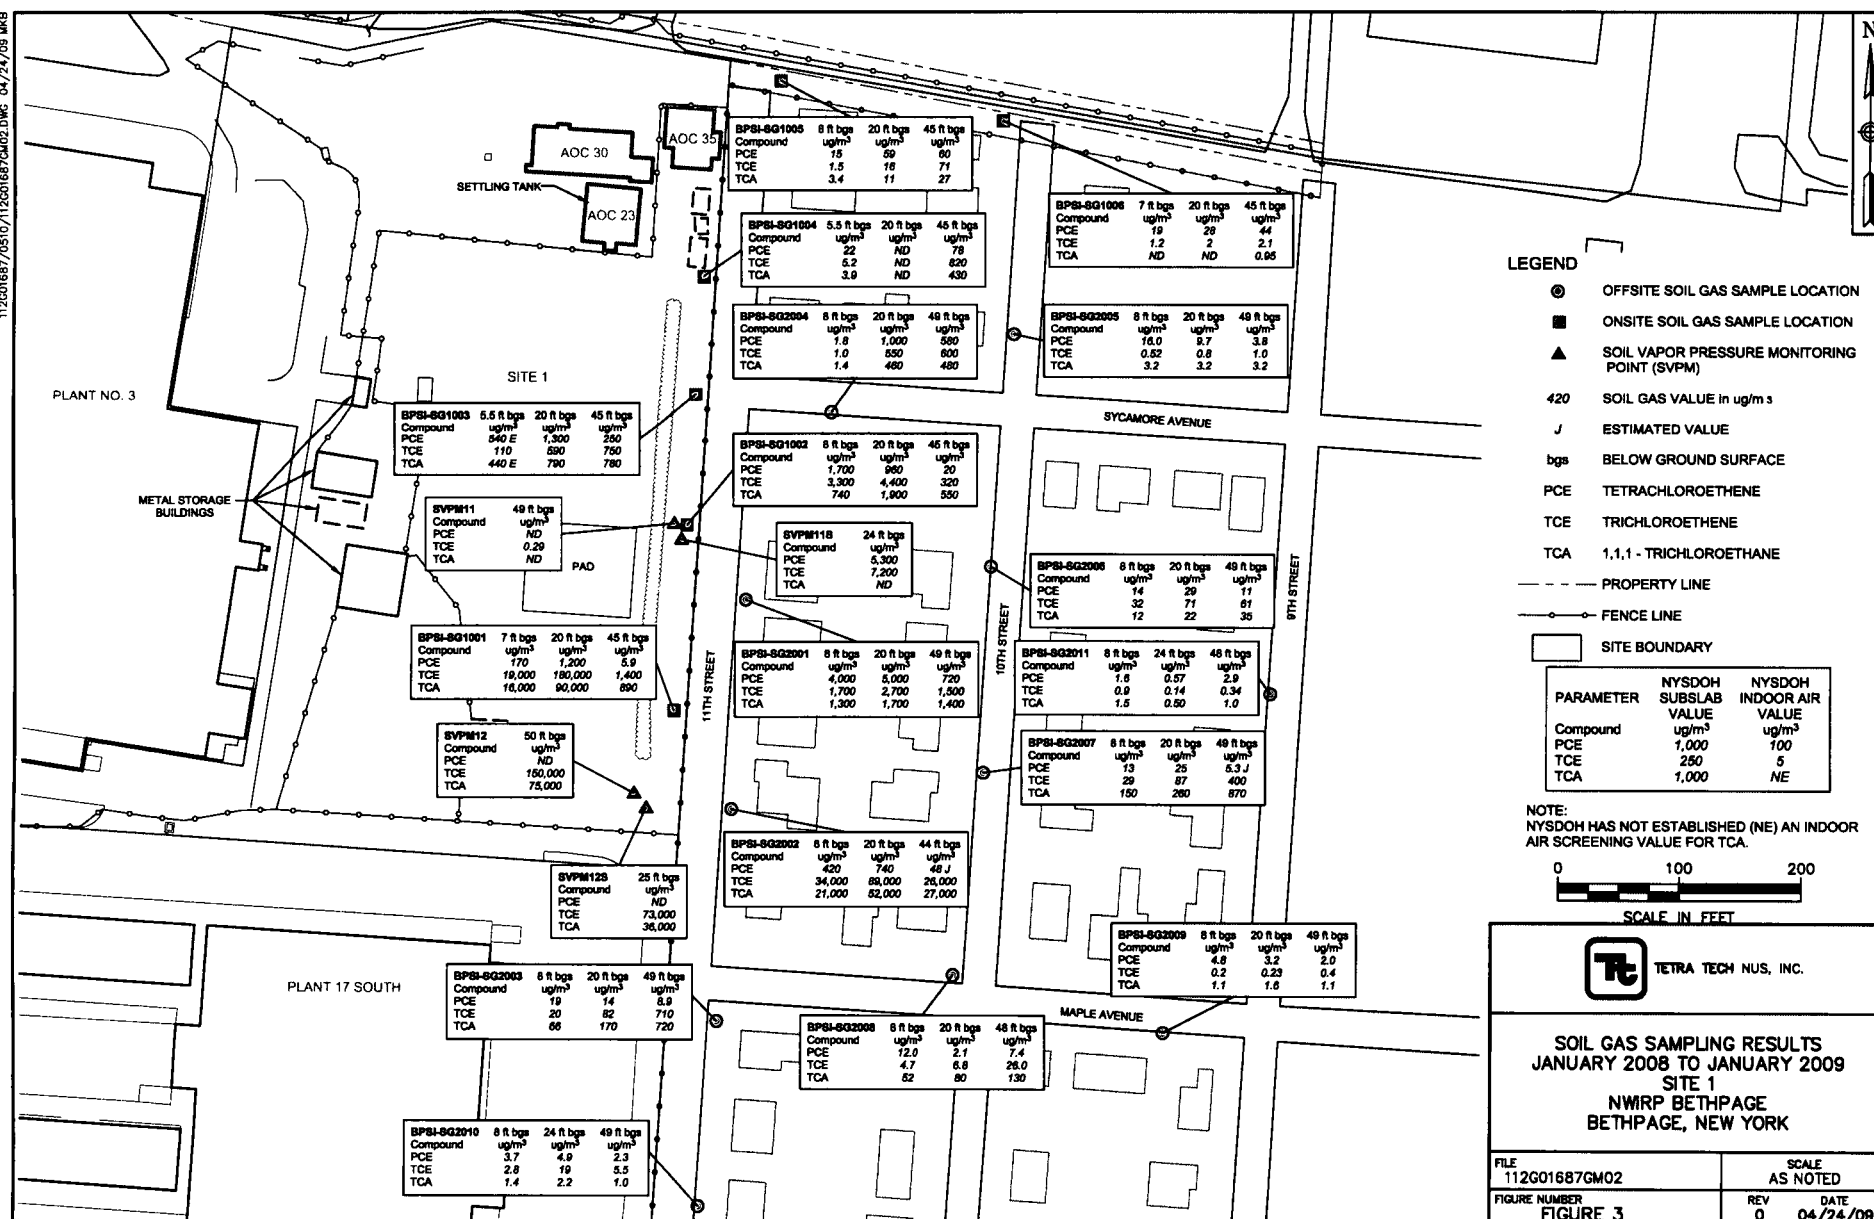 112G01687/0510/112G01687GM02.DWG 04/24/09 MKB
N
AOC 35
AOC 30
SETTLING TANK
AOC 23
PLANT NO. 3
SITE 1
METAL STORAGE
BUILDINGS
PAD
PLANT 17 SOUTH
SYCAMORE AVENUE
MAPLE AVENUE
11TH STREET
10TH STREET
9TH STREET
BPSI-SG1005 8 ft bgs 20 ft bgs 45 ft bgs
Compound ug/m³ ug/m³ ug/m³
PCE 15 59 60
TCE 1.5 16 71
TCA 3.4 11 27
BPSI-SG1004 5.5 ft bgs 20 ft bgs 45 ft bgs
Compound ug/m³ ug/m³ ug/m³
PCE 22 ND 78
TCE 5.2 ND 820
TCA 3.9 ND 430
BPSI-SG1006 7 ft bgs 20 ft bgs 45 ft bgs
Compound ug/m³ ug/m³ ug/m³
PCE 19 28 44
TCE 1.2 2 2.1
TCA ND ND 0.95
BPSI-SG2004 8 ft bgs 20 ft bgs 49 ft bgs
Compound ug/m³ ug/m³ ug/m³
PCE 1.8 1,000 580
TCE 1.0 550 600
TCA 1.4 460 480
BPSI-SG2005 8 ft bgs 20 ft bgs 49 ft bgs
Compound ug/m³ ug/m³ ug/m³
PCE 16.0 9.7 3.8
TCE 0.52 0.8 1.0
TCA 3.2 3.2 3.2
BPSI-SG1003 5.5 ft bgs 20 ft bgs 45 ft bgs
Compound ug/m³ ug/m³ ug/m³
PCE 540 E 1,300 250
TCE 110 590 750
TCA 440 E 790 780
BPSI-SG1002 8 ft bgs 20 ft bgs 45 ft bgs
Compound ug/m³ ug/m³ ug/m³
PCE 1,700 960 20
TCE 3,300 4,400 320
TCA 740 1,900 550
SVPM11 49 ft bgs
Compound ug/m³
PCE ND
TCE 0.29
TCA ND
SVPM11S 24 ft bgs
Compound ug/m³
PCE 5,300
TCE 7,200
TCA ND
BPSI-SG2006 8 ft bgs 20 ft bgs 49 ft bgs
Compound ug/m³ ug/m³ ug/m³
PCE 14 29 11
TCE 32 71 61
TCA 12 22 35
BPSI-SG1001 7 ft bgs 20 ft bgs 45 ft bgs
Compound ug/m³ ug/m³ ug/m³
PCE 170 1,200 5.9
TCE 19,000 180,000 1,400
TCA 16,000 90,000 890
BPSI-SG2001 8 ft bgs 20 ft bgs 49 ft bgs
Compound ug/m³ ug/m³ ug/m³
PCE 4,000 5,000 720
TCE 1,700 2,700 1,500
TCA 1,300 1,700 1,400
BPSI-SG2011 8 ft bgs 24 ft bgs 48 ft bgs
Compound ug/m³ ug/m³ ug/m³
PCE 1.6 0.57 2.9
TCE 0.9 0.14 0.34
TCA 1.5 0.50 1.0
SVPM12 50 ft bgs
Compound ug/m³
PCE ND
TCE 150,000
TCA 75,000
BPSI-SG2007 8 ft bgs 20 ft bgs 49 ft bgs
Compound ug/m³ ug/m³ ug/m³
PCE 13 25 5.3 J
TCE 29 87 400
TCA 150 260 870
BPSI-SG2002 8 ft bgs 20 ft bgs 44 ft bgs
Compound ug/m³ ug/m³ ug/m³
PCE 420 740 48 J
TCE 34,000 89,000 26,000
TCA 21,000 52,000 27,000
SVPM12S 25 ft bgs
Compound ug/m³
PCE ND
TCE 73,000
TCA 36,000
BPSI-SG2009 8 ft bgs 20 ft bgs 49 ft bgs
Compound ug/m³ ug/m³ ug/m³
PCE 4.8 3.2 2.0
TCE 0.2 0.23 0.4
TCA 1.1 1.6 1.1
BPSI-SG2003 8 ft bgs 20 ft bgs 49 ft bgs
Compound ug/m³ ug/m³ ug/m³
PCE 19 14 8.9
TCE 20 82 710
TCA 66 170 720
BPSI-SG2008 8 ft bgs 20 ft bgs 48 ft bgs
Compound ug/m³ ug/m³ ug/m³
PCE 12.0 2.1 7.4
TCE 4.7 6.8 26.0
TCA 52 80 130
BPSI-SG2010 8 ft bgs 24 ft bgs 49 ft bgs
Compound ug/m³ ug/m³ ug/m³
PCE 3.7 4.9 2.3
TCE 2.8 19 5.5
TCA 1.4 2.2 1.0
LEGEND
OFFSITE SOIL GAS SAMPLE LOCATION
ONSITE SOIL GAS SAMPLE LOCATION
SOIL VAPOR PRESSURE MONITORING
POINT (SVPM)
420 SOIL GAS VALUE in ug/m 3
J ESTIMATED VALUE
bgs BELOW GROUND SURFACE
PCE TETRACHLOROETHENE
TCE TRICHLOROETHENE
TCA 1,1,1 - TRICHLOROETHANE
PROPERTY LINE
FENCE LINE
SITE BOUNDARY
NYSDOH NYSDOH
PARAMETER SUBSLAB INDOOR AIR
VALUE VALUE
Compound ug/m³ ug/m³
PCE 1,000 100
TCE 250 5
TCA 1,000 NE
NOTE:
NYSDOH HAS NOT ESTABLISHED (NE) AN INDOOR
AIR SCREENING VALUE FOR TCA.
0 100 200
SCALE IN FEET
Tt TETRA TECH NUS, INC.
SOIL GAS SAMPLING RESULTS
JANUARY 2008 TO JANUARY 2009
SITE 1
NWIRP BETHPAGE
BETHPAGE, NEW YORK
FILE SCALE
112G01687GM02 AS NOTED
FIGURE NUMBER REV DATE
FIGURE 3 0 04/24/09